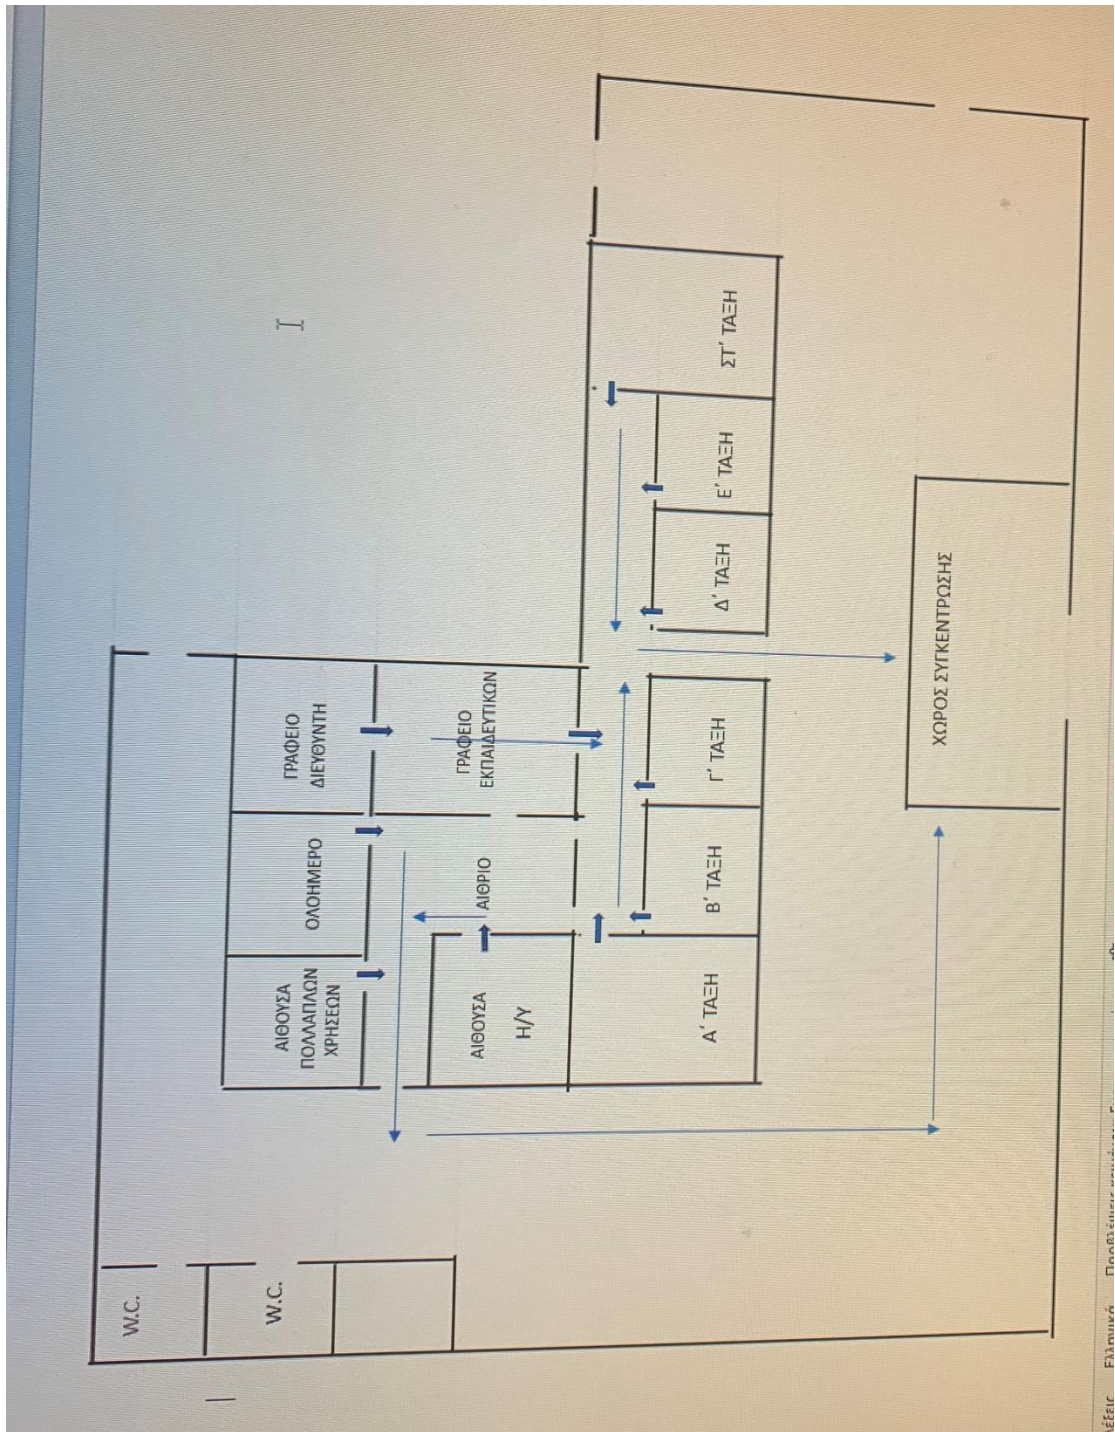 W.C.
W.C.
ΑΙΘΟΥΣΑ
ΠΟΛΛΑΠΛΩΝ
ΧΡΗΣΕΩΝ
ΟΛΟΗΜΕΡΟ
ΓΡΑΦΕΙΟ
ΔΙΕΥΘΥΝΤΗ
ΑΙΘΟΥΣΑ
Η/Υ
ΑΙΘΡΙΟ
ΓΡΑΦΕΙΟ
ΕΚΠΑΙΔΕΥΤΙΚΩΝ
Α' ΤΑΞΗ
Β' ΤΑΞΗ
Γ' ΤΑΞΗ
Δ' ΤΑΞΗ
Ε' ΤΑΞΗ
ΣΤ' ΤΑΞΗ
ΧΩΡΟΣ ΣΥΓΚΕΝΤΡΩΣΗΣ
Ελληνικά